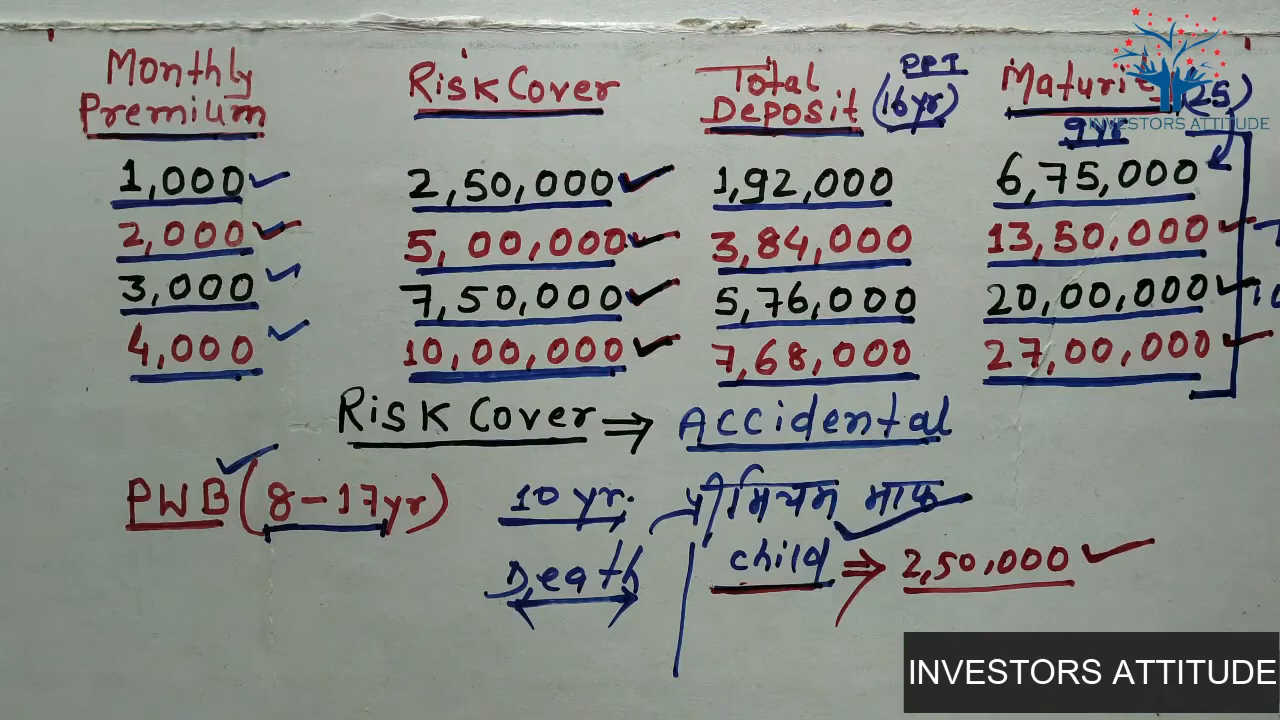 Monthly Premium Risk Cover Total Deposit PPT (16yr) Maturity (25)
9yr
1,000 2,50,000 1,92,000 6,75,000
2,000 5,00,000 3,84,000 13,50,000
3,000 7,50,000 5,76,000 20,00,000
4,000 10,00,000 7,68,000 27,00,000
Risk Cover ⇒ Accidental
PWB (8-17yr) 10 yr. प्रीमियम माफ
Death child ⇒ 2,50,000
INVESTORS ATTITUDE
INVESTORS ATTITUDE